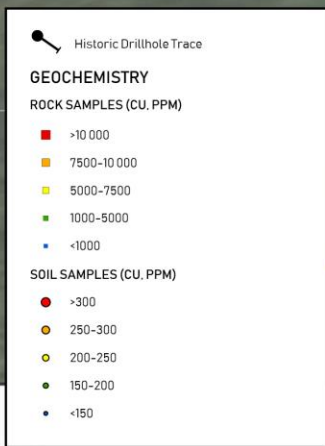 Historic Drillhole Trace
GEOCHEMISTRY
ROCK SAMPLES (CU, PPM)
>10 000
7500-10 000
5000-7500
1000-5000
<1000
SOIL SAMPLES (CU, PPM)
>300
250-300
200-250
150-200
<150